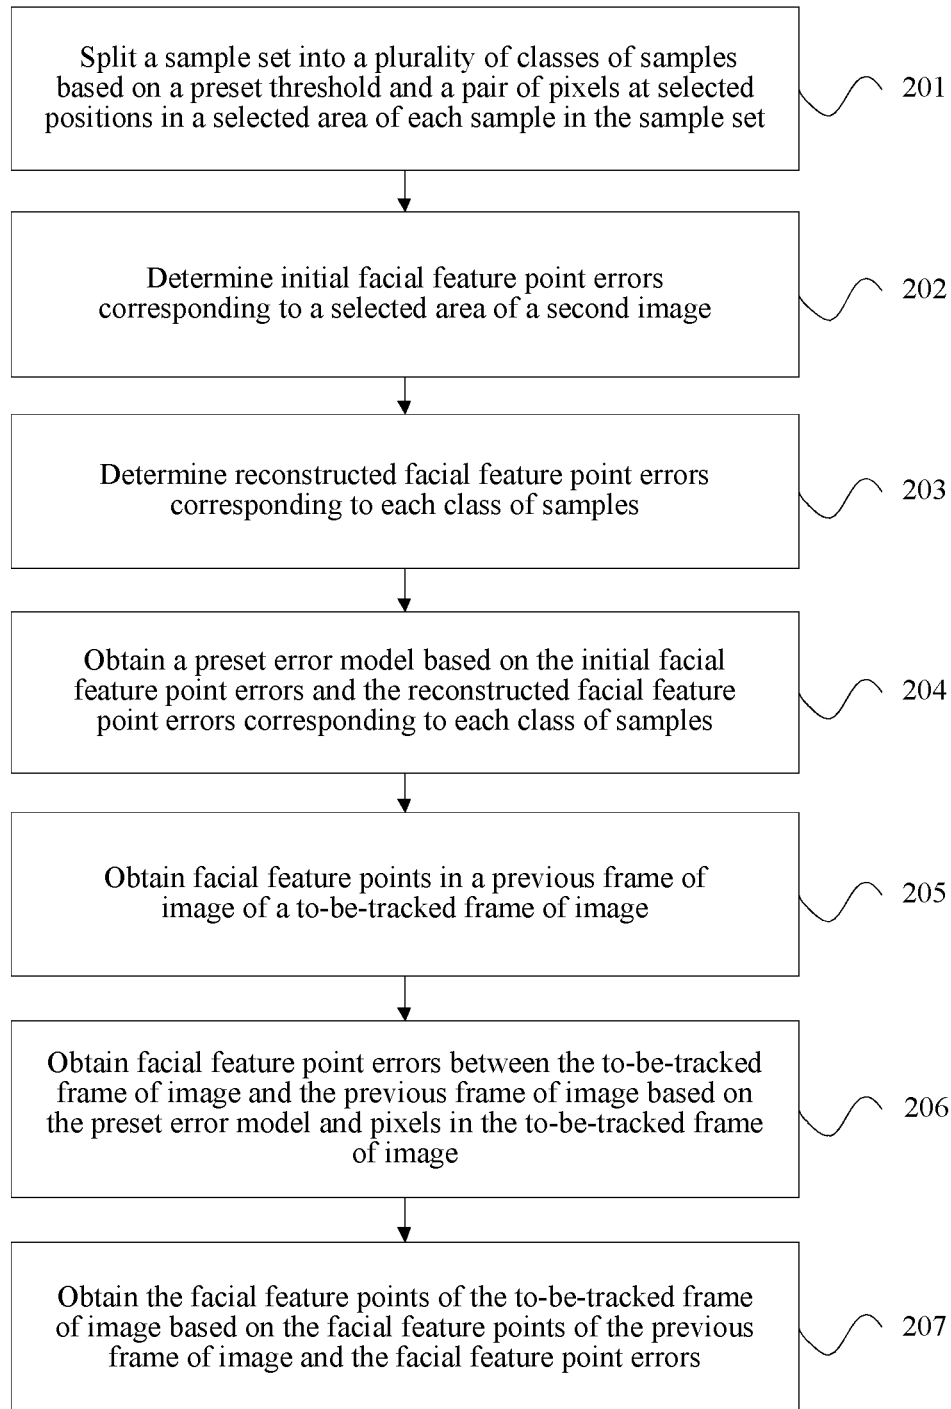 Split a sample set into a plurality of classes of samples
based on a preset threshold and a pair of pixels at selected
positions in a selected area of each sample in the sample set
201
Determine initial facial feature point errors
corresponding to a selected area of a second image
202
Determine reconstructed facial feature point errors
corresponding to each class of samples
203
Obtain a preset error model based on the initial facial
feature point errors and the reconstructed facial feature
point errors corresponding to each class of samples
204
Obtain facial feature points in a previous frame of
image of a to-be-tracked frame of image
205
Obtain facial feature point errors between the to-be-tracked
frame of image and the previous frame of image based on
the preset error model and pixels in the to-be-tracked frame
of image
206
Obtain the facial feature points of the to-be-tracked frame
of image based on the facial feature points of the previous
frame of image and the facial feature point errors
207